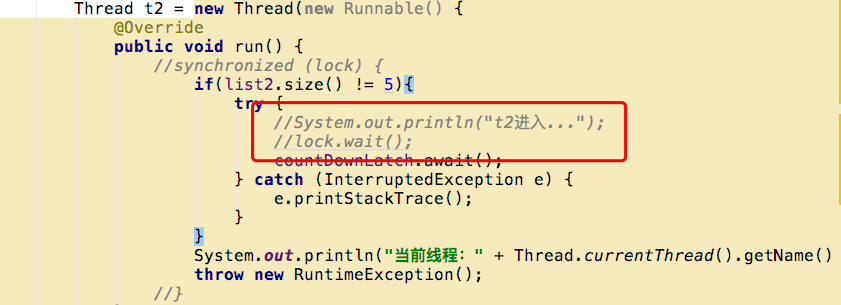 Thread t2 = new Thread(new Runnable() {
@Override
public void run() {
//synchronized (lock) {
if(list2.size() != 5){
try {
//System.out.println("t2进入...");
//lock.wait();
countDownLatch.await();
} catch (InterruptedException e) {
e.printStackTrace();
}
}
System.out.println("当前线程：" + Thread.currentThread().getName()
throw new RuntimeException();
//}